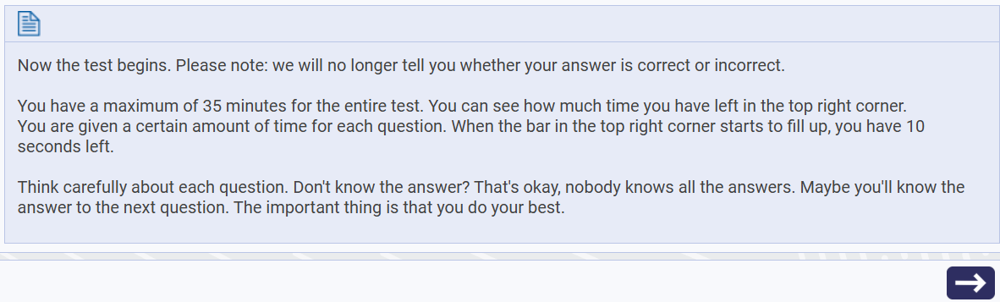 Now the test begins. Please note: we will no longer tell you whether your answer is correct or incorrect.
You have a maximum of 35 minutes for the entire test. You can see how much time you have left in the top right corner.
You are given a certain amount of time for each question. When the bar in the top right corner starts to fill up, you have 10
seconds left.
Think carefully about each question. Don't know the answer? That's okay, nobody knows all the answers. Maybe you'll know the
answer to the next question. The important thing is that you do your best.